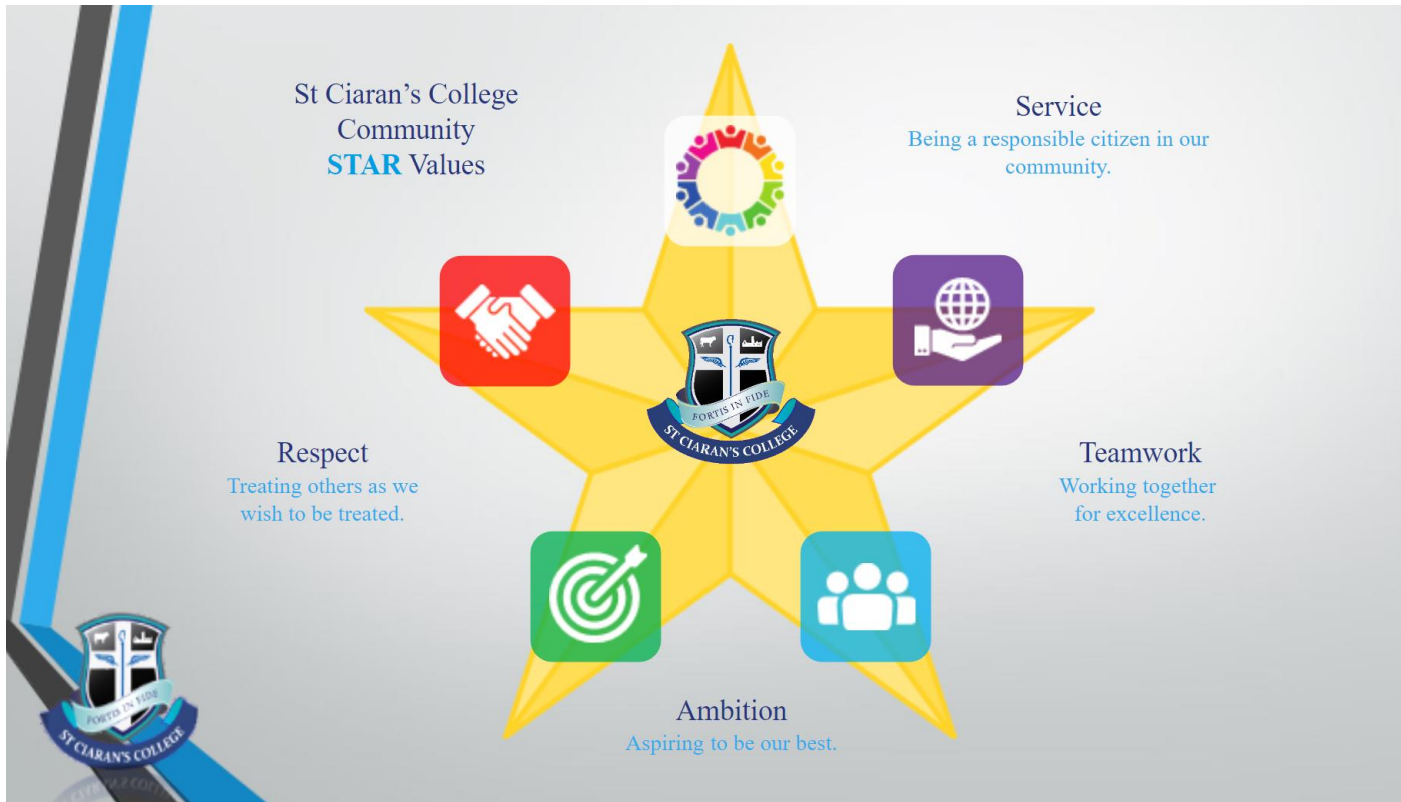 St Ciaran's College
Community
STAR Values
Service
Being a responsible citizen in our
community.
Respect
Treating others as we
wish to be treated.
FORTIS IN FIDE
ST CIARAN'S COLLEGE
Teamwork
Working together
for excellence.
Ambition
Aspiring to be our best.
FORTIS IN FIDE
ST CIARAN'S COLLEGE